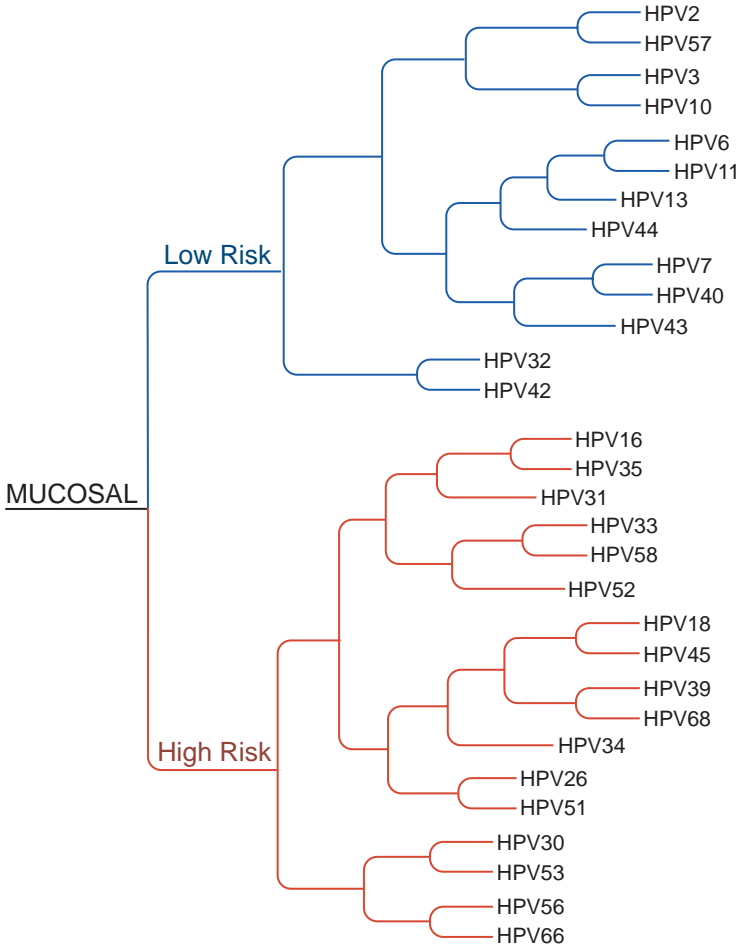 HPV2
HPV57
HPV3
HPV10
HPV6
HPV11
HPV13
HPV44
Low Risk
HPV7
HPV40
HPV43
HPV32
HPV42
HPV16
HPV35
MUCOSAL
HPV31
HPV33
HPV58
HPV52
HPV18
HPV45
HPV39
HPV68
High Risk
HPV34
HPV26
HPV51
HPV30
HPV53
HPV56
HPV66